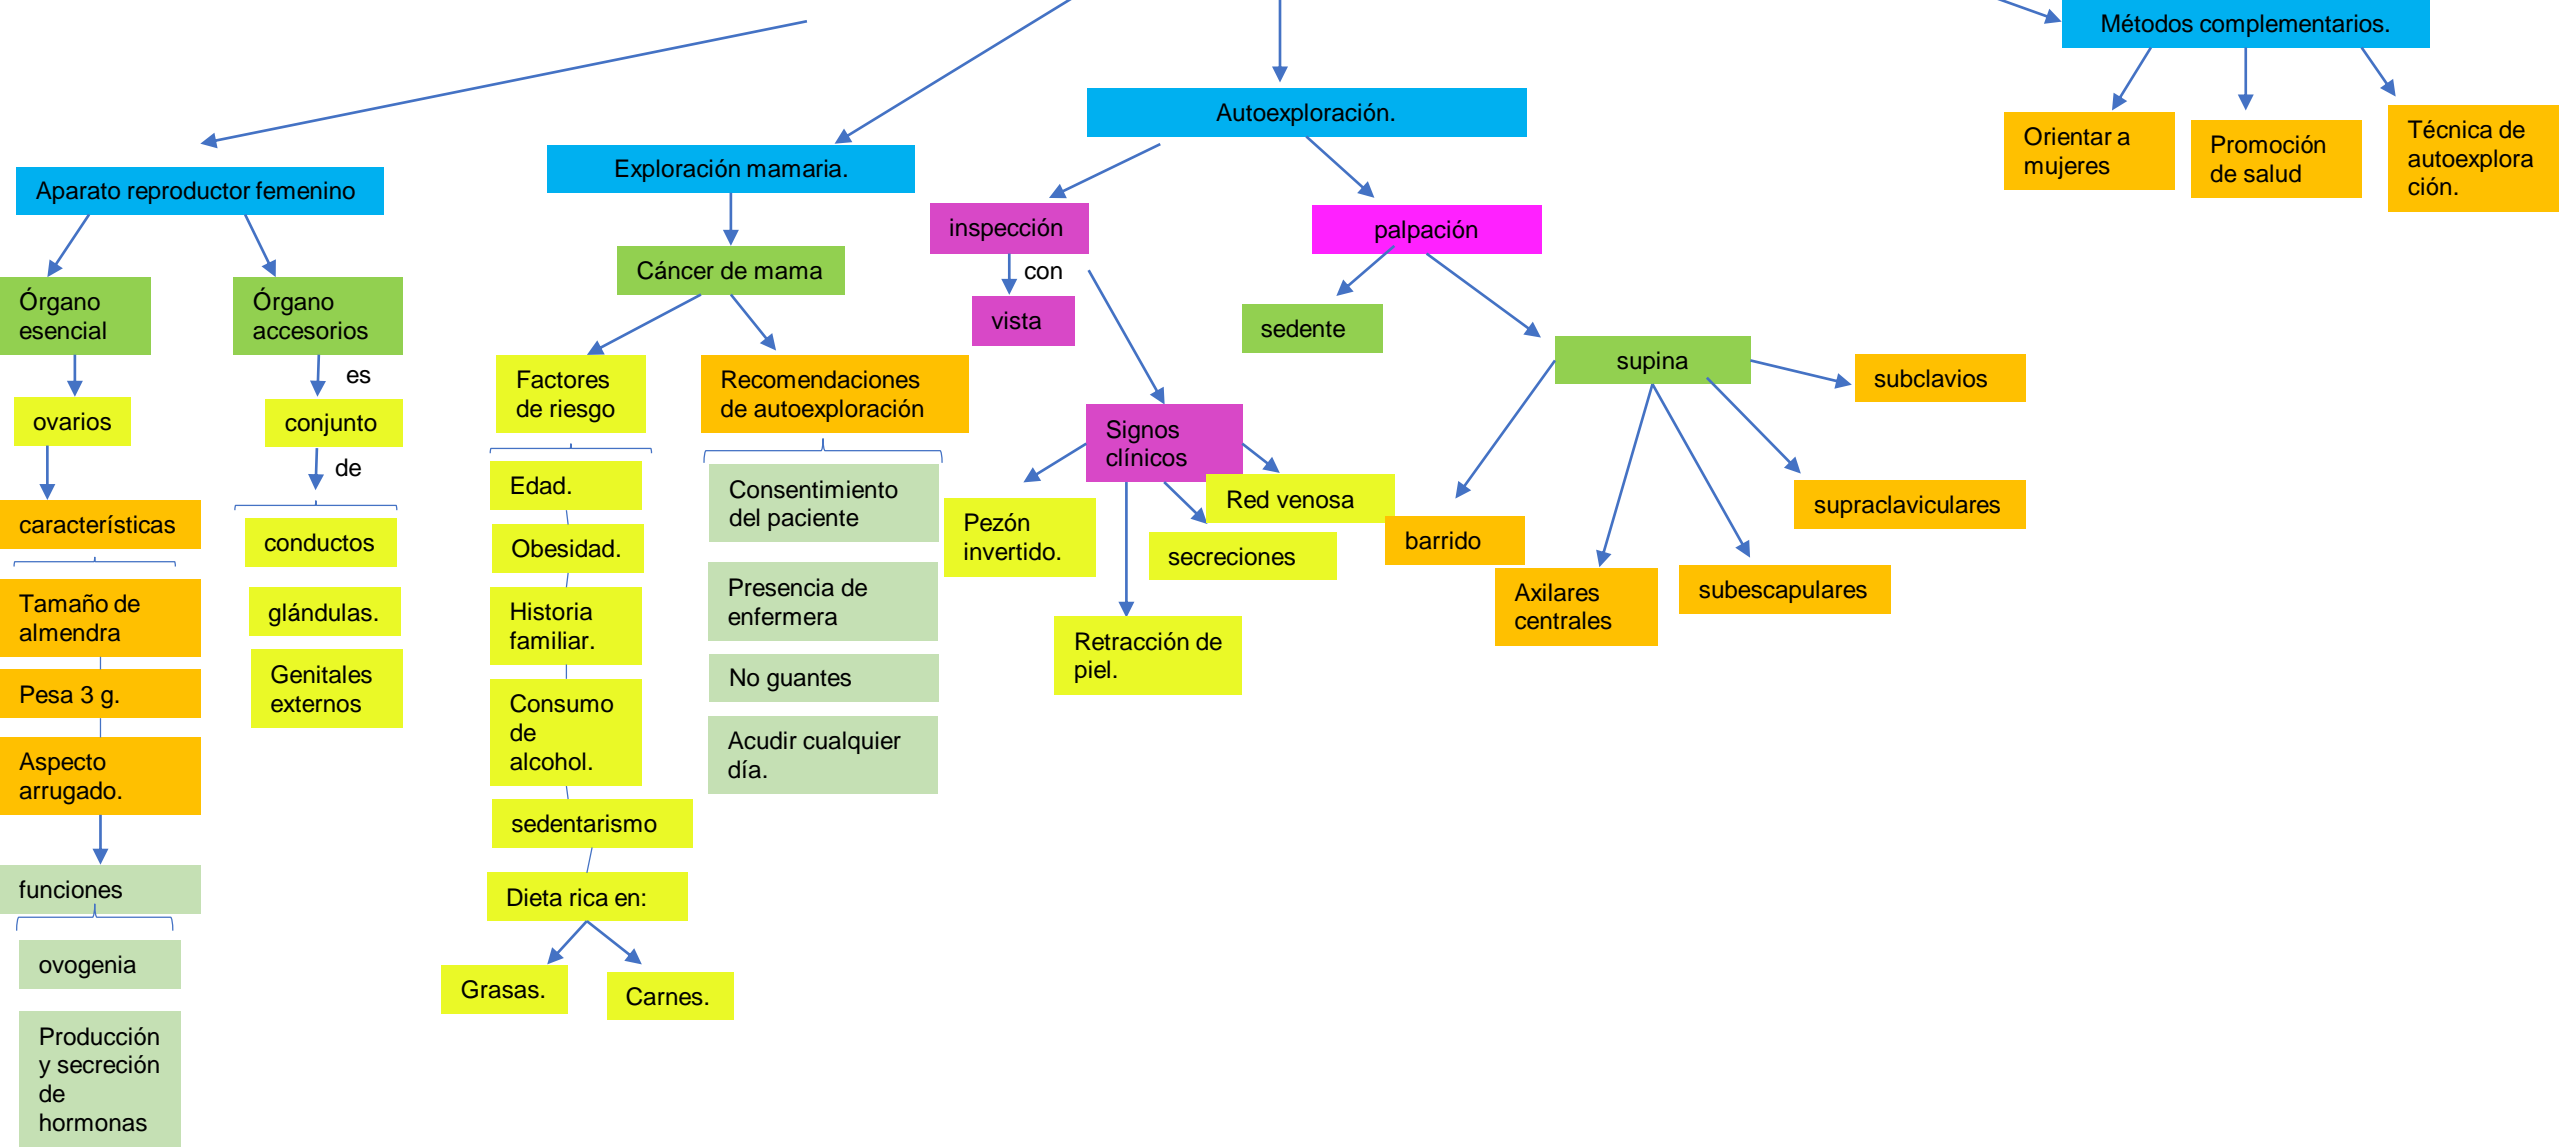 Métodos complementarios.
Orientar a
mujeres
Promoción
de salud
Técnica de
autoexplora
ción.
Autoexploración.
inspección
con
vista
palpación
sedente
supina
subclavios
supraclaviculares
subescapulares
Axilares
centrales
barrido
Signos
clínicos
Red venosa
secreciones
Pezón
invertido.
Retracción de
piel.
Exploración mamaria.
Cáncer de mama
Factores
de riesgo
Edad.
Obesidad.
Historia
familiar.
Consumo
de
alcohol.
sedentarismo
Dieta rica en:
Grasas.
Carnes.
Recomendaciones
de autoexploración
Consentimiento
del paciente
Presencia de
enfermera
No guantes
Acudir cualquier
día.
Aparato reproductor femenino
Órgano
esencial
ovarios
características
Tamaño de
almendra
Pesa 3 g.
Aspecto
arrugado.
funciones
ovogenia
Producción
y secreción
de
hormonas
Órgano
accesorios
es
conjunto
de
conductos
glándulas.
Genitales
externos